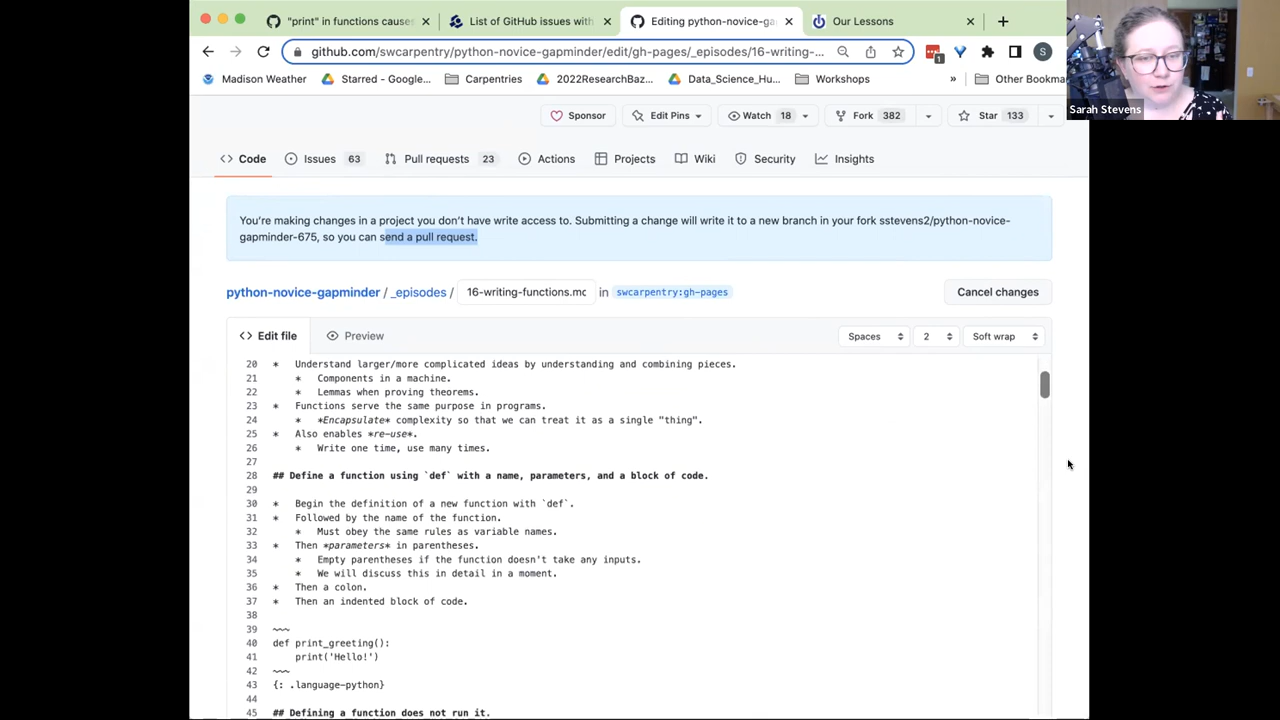 "print" in functions cause
List of GitHub issues with
Editing python-novice-ga
Our Lessons
github.com/swcarpentry/python-novice-gapminder/edit/gh-pages/_episodes/16-writing-...
1
S
Madison Weather
Starred - Google...
Carpentries
2022ResearchBaz...
Data_Science_Hu...
Workshops
»
Other Bookma
Sarah Stevens
Sponsor
Edit Pins
Watch 18
Fork 382
Star 133
Code
Issues 63
Pull requests 23
Actions
Projects
Wiki
Security
Insights
You're making changes in a project you don't have write access to. Submitting a change will write it to a new branch in your fork sstevens2/python-novice-
gapminder-675, so you can send a pull request.
python-novice-gapminder / _episodes / 16-writing-functions.mc in swcarpentry:gh-pages
Cancel changes
Edit file
Preview
Spaces
2
Soft wrap
20 * Understand larger/more complicated ideas by understanding and combining pieces.
21 * Components in a machine.
22 * Lemmas when proving theorems.
23 * Functions serve the same purpose in programs.
24 * *Encapsulate* complexity so that we can treat it as a single "thing".
25 * Also enables *re-use*.
26 * Write one time, use many times.
27
28 ## Define a function using `def` with a name, parameters, and a block of code.
29
30 * Begin the definition of a new function with `def`.
31 * Followed by the name of the function.
32 * Must obey the same rules as variable names.
33 * Then *parameters* in parentheses.
34 * Empty parentheses if the function doesn't take any inputs.
35 * We will discuss this in detail in a moment.
36 * Then a colon.
37 * Then an indented block of code.
38
39 ~~~
40 def print_greeting():
41 print('Hello!')
42 ~~~
43 {: .language-python}
44
45 ## Defining a function does not run it.